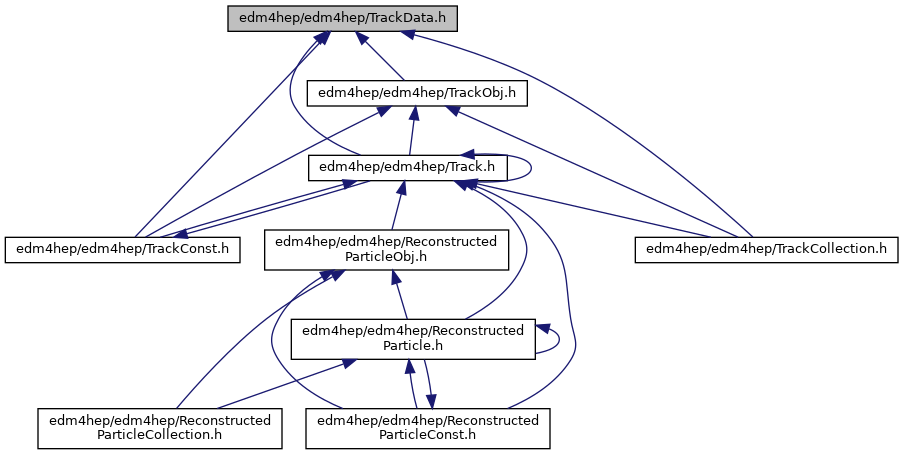 edm4hep/edm4hep/TrackData.h
edm4hep/edm4hep/TrackObj.h
edm4hep/edm4hep/Track.h
edm4hep/edm4hep/TrackConst.h
edm4hep/edm4hep/Reconstructed
ParticleObj.h
edm4hep/edm4hep/TrackCollection.h
edm4hep/edm4hep/Reconstructed
Particle.h
edm4hep/edm4hep/Reconstructed
ParticleCollection.h
edm4hep/edm4hep/Reconstructed
ParticleConst.h